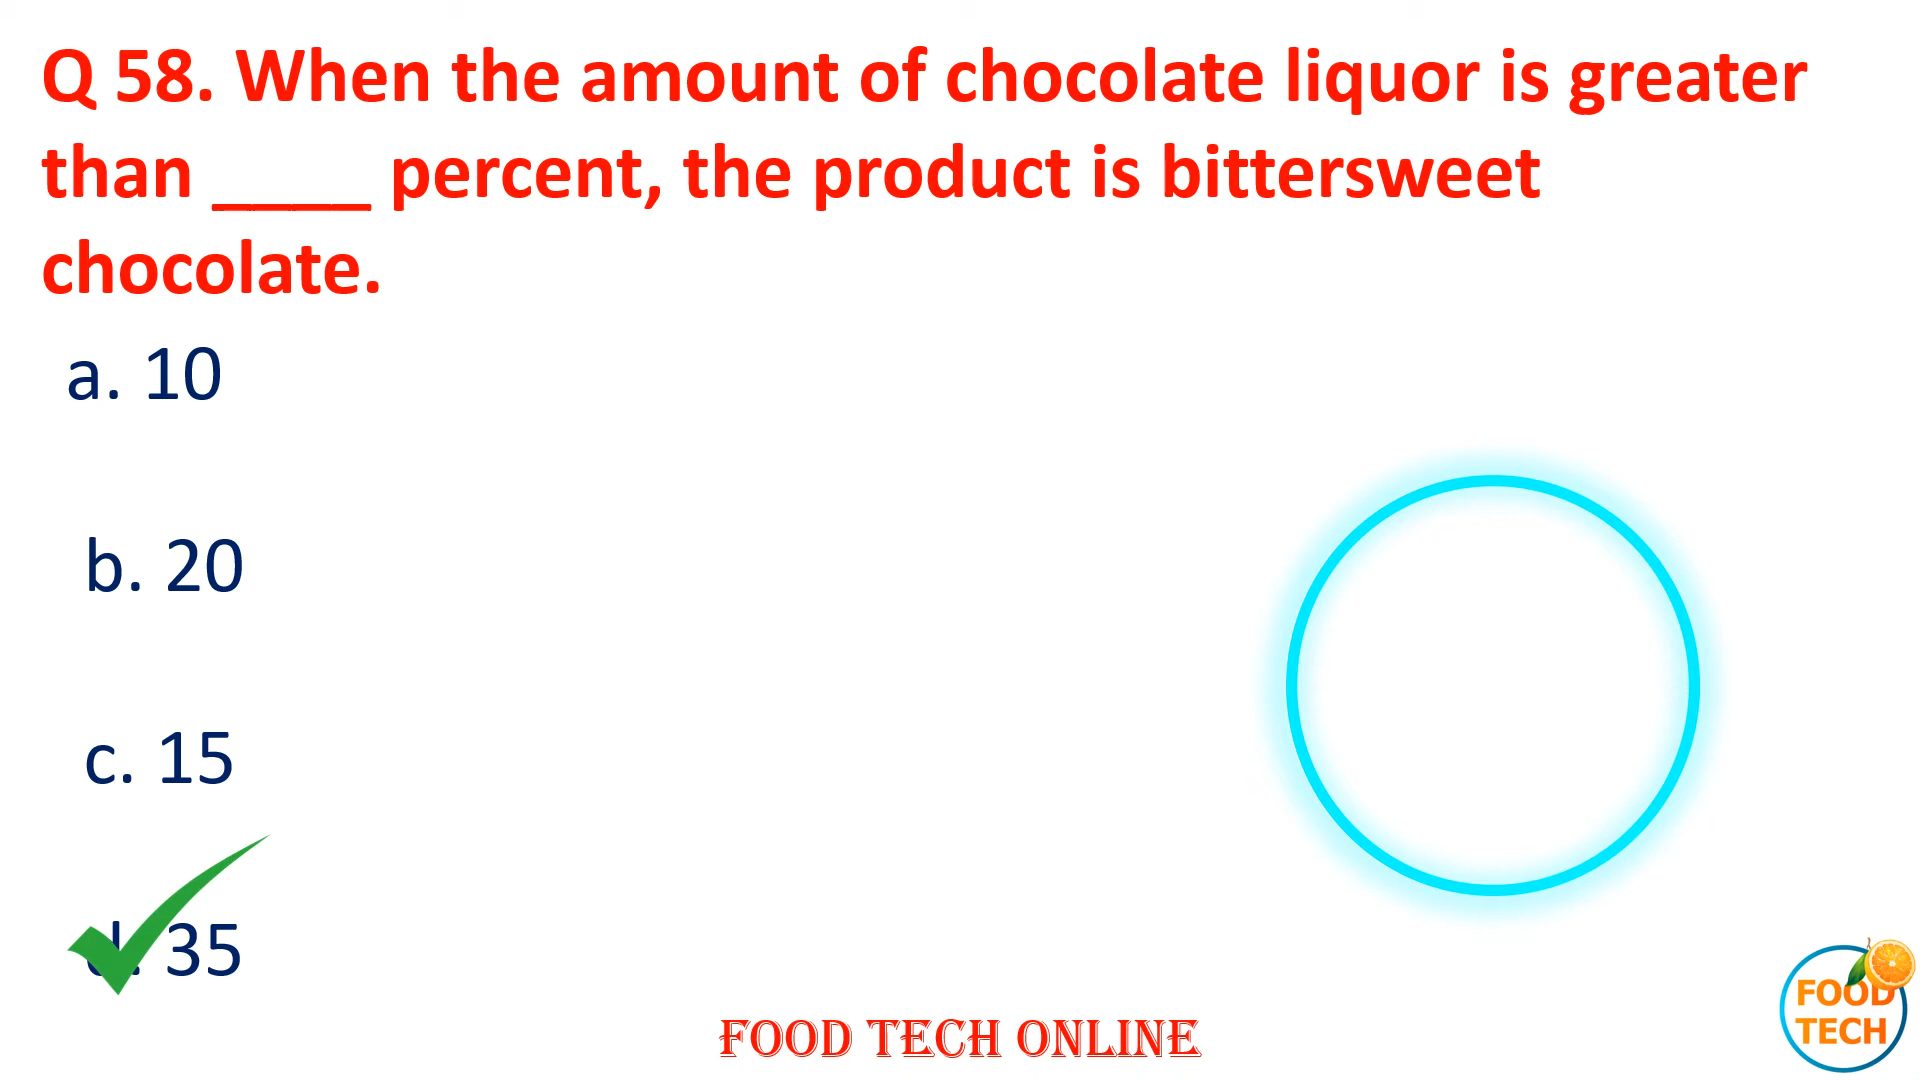 Q 58. When the amount of chocolate liquor is greater
than ____ percent, the product is bittersweet
chocolate.
a. 10
b. 20
c. 15
d. 35
FOOD TECH ONLINE
FOOD
TECH